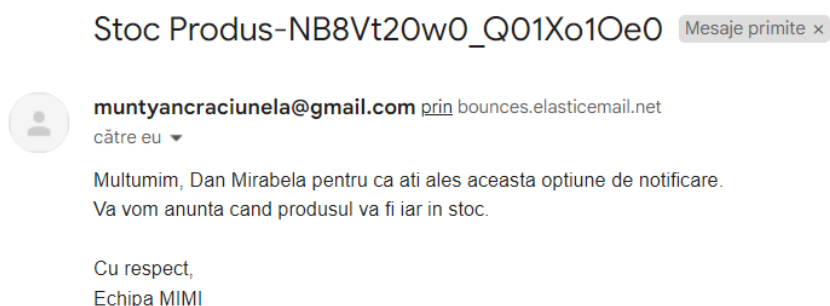 Stoc Produs-NB8Vt20w0_Q01Xo1Oe0 Mesaje primite ×
muntyancraciunela@gmail.com prin bounces.elasticemail.net
către eu
Multumim, Dan Mirabela pentru ca ati ales aceasta optiune de notificare.
Va vom anunta cand produsul va fi iar in stoc.
Cu respect,
Echipa MIMI